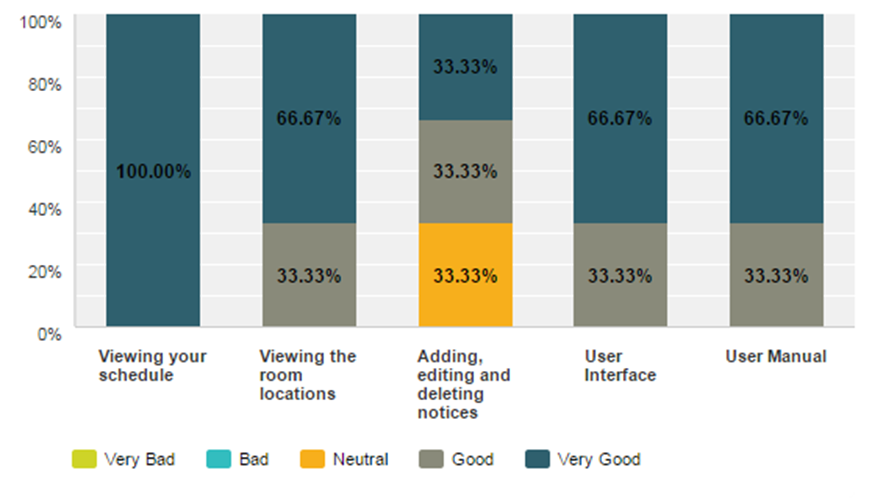 100%
80%
60%
40%
20%
0%
100.00%
66.67%
33.33%
33.33%
33.33%
33.33%
66.67%
33.33%
66.67%
33.33%
Viewing your
schedule
Viewing the
room
locations
Adding,
editing and
deleting
notices
User
Interface
User Manual
Very Bad
Bad
Neutral
Good
Very Good